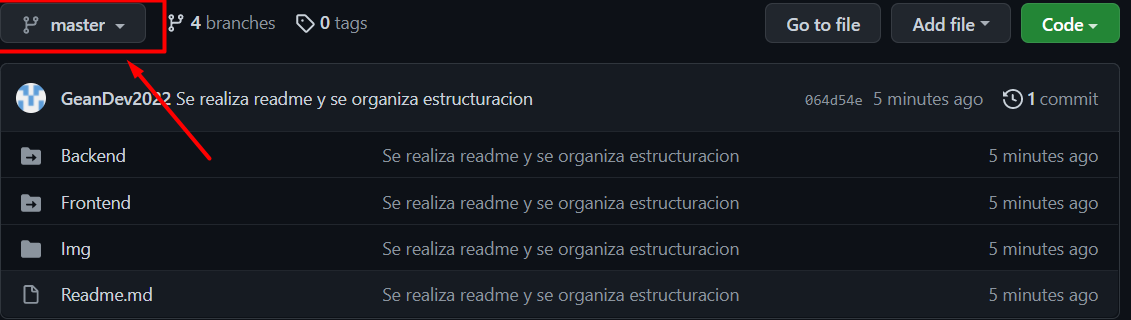 master 4 branches 0 tags Go to file Add file Code
GeanDev2022 Se realiza readme y se organiza estructuracion 064d54e 5 minutes ago 1 commit
Backend Se realiza readme y se organiza estructuracion 5 minutes ago
Frontend Se realiza readme y se organiza estructuracion 5 minutes ago
Img Se realiza readme y se organiza estructuracion 5 minutes ago
Readme.md Se realiza readme y se organiza estructuracion 5 minutes ago